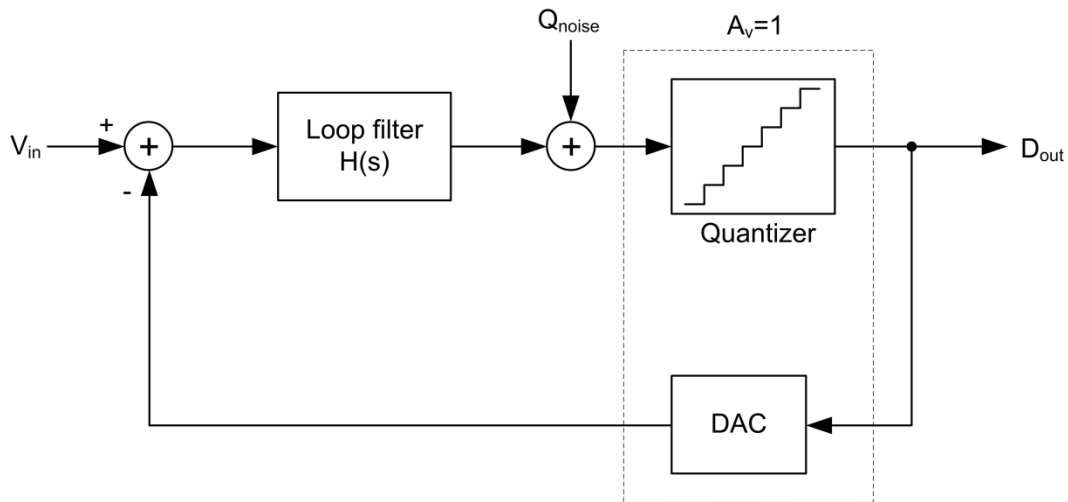 Q_noise
A_v=1
V_in
+
+
-
Loop filter
H(s)
+
Quantizer
D_out
DAC